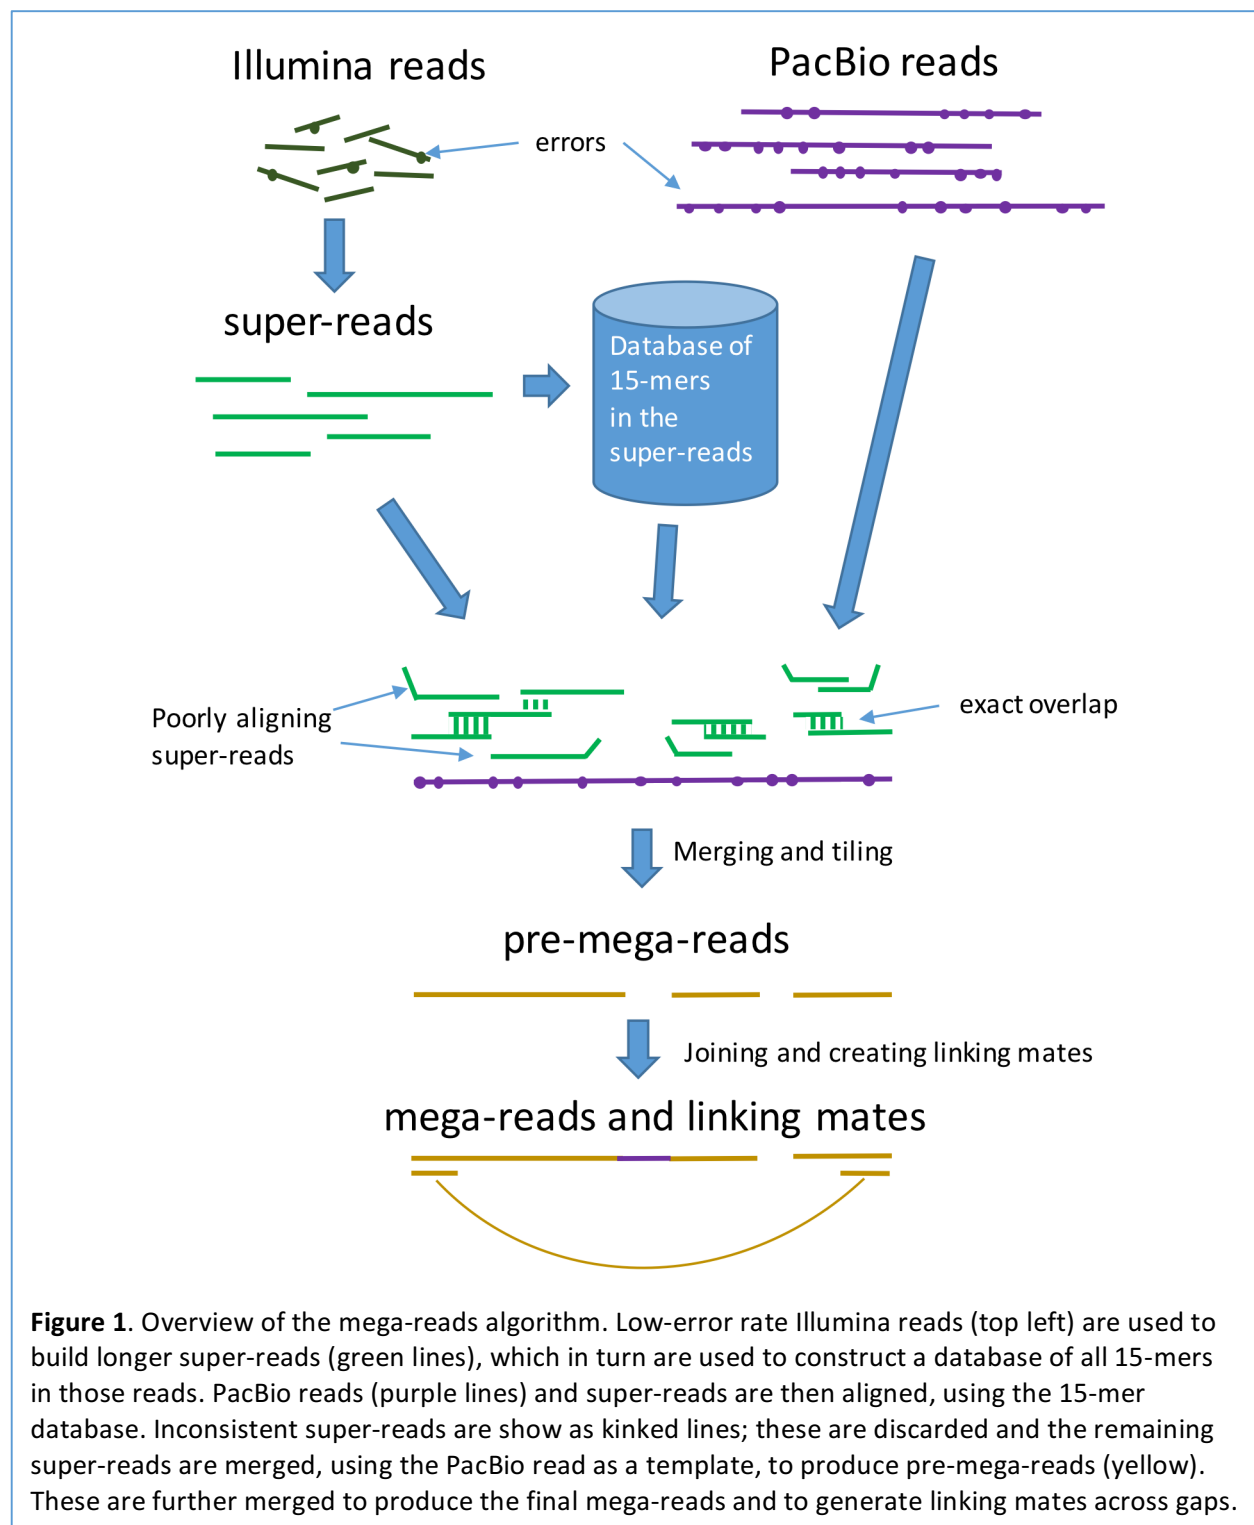 Illumina reads
PacBio reads
errors
super-reads
Database of
15-mers
in the
super-reads
Poorly aligning
super-reads
exact overlap
Merging and tiling
pre-mega-reads
Joining and creating linking mates
mega-reads and linking mates
Figure 1. Overview of the mega-reads algorithm. Low-error rate Illumina reads (top left) are used to
build longer super-reads (green lines), which in turn are used to construct a database of all 15-mers
in those reads. PacBio reads (purple lines) and super-reads are then aligned, using the 15-mer
database. Inconsistent super-reads are show as kinked lines; these are discarded and the remaining
super-reads are merged, using the PacBio read as a template, to produce pre-mega-reads (yellow).
These are further merged to produce the final mega-reads and to generate linking mates across gaps.